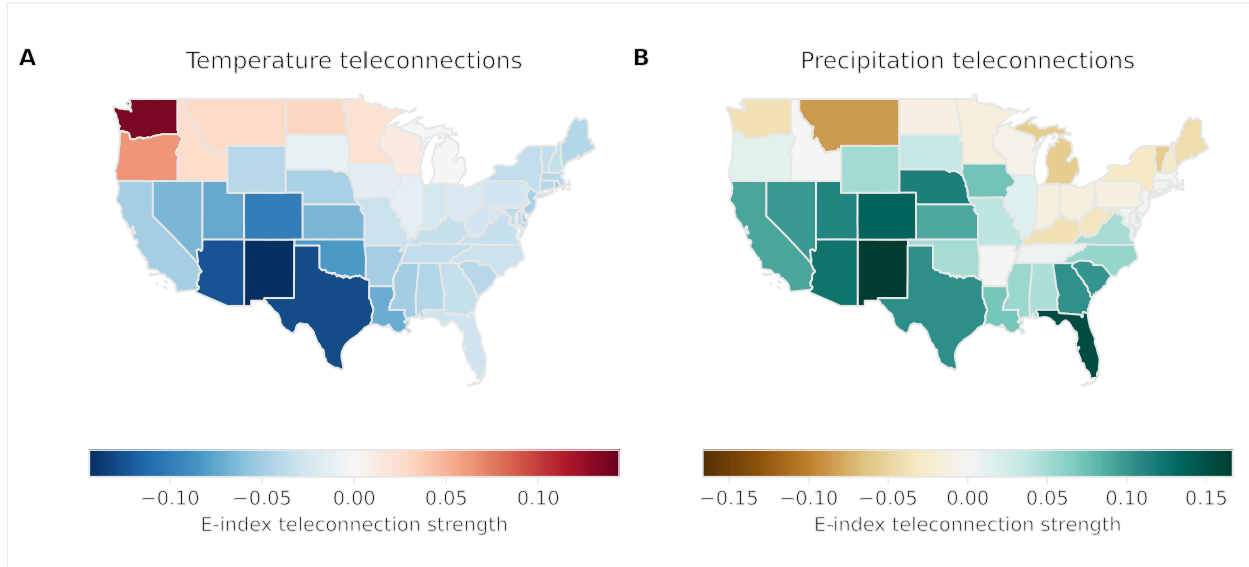 A
Temperature teleconnections
B
Precipitation teleconnections
−0.10 −0.05 0.00 0.05 0.10
E-index teleconnection strength
−0.15 −0.10 −0.05 0.00 0.05 0.10 0.15
E-index teleconnection strength